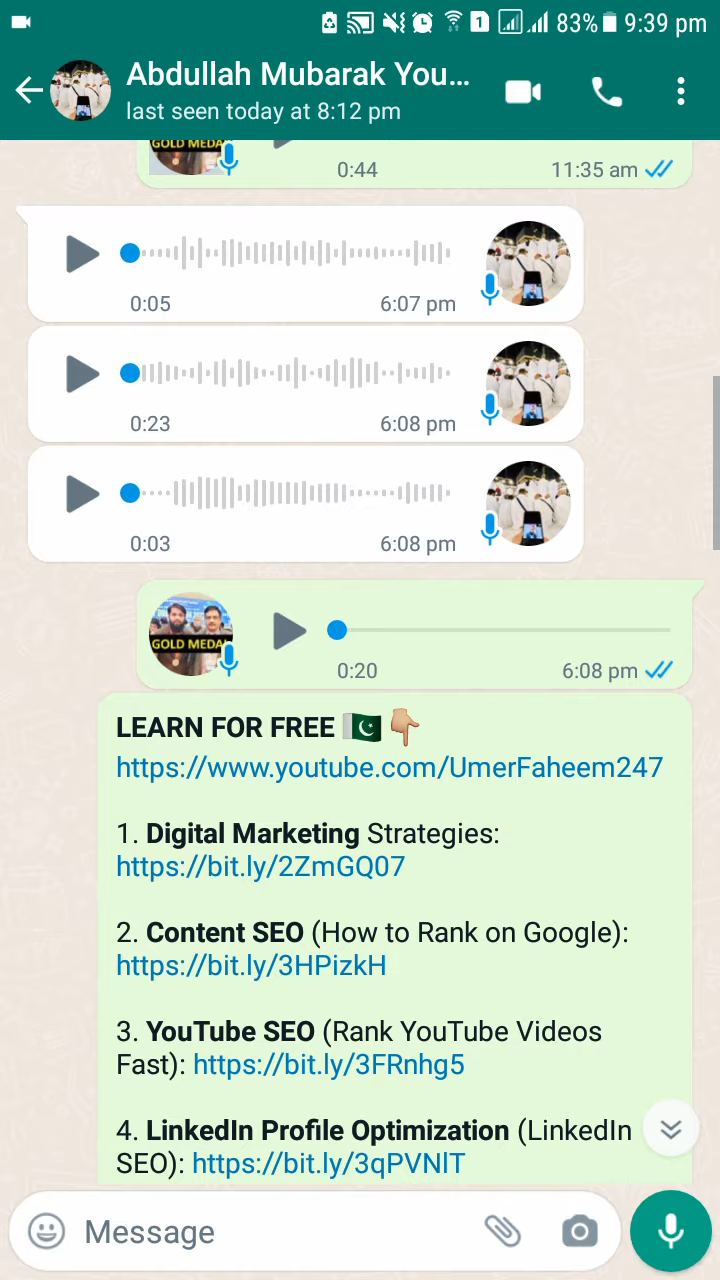 83% 9:39 pm
Abdullah Mubarak You...
last seen today at 8:12 pm
GOLD MEDA
0:44 11:35 am
0:05 6:07 pm
0:23 6:08 pm
0:03 6:08 pm
GOLD MEDA
0:20 6:08 pm
LEARN FOR FREE 🇵🇰👇🏼
https://www.youtube.com/UmerFaheem247
1. Digital Marketing Strategies:
https://bit.ly/2ZmGQ07
2. Content SEO (How to Rank on Google):
https://bit.ly/3HPizkH
3. YouTube SEO (Rank YouTube Videos
Fast): https://bit.ly/3FRnhg5
4. LinkedIn Profile Optimization (LinkedIn
SEO): https://bit.ly/3qPVNlT
Message